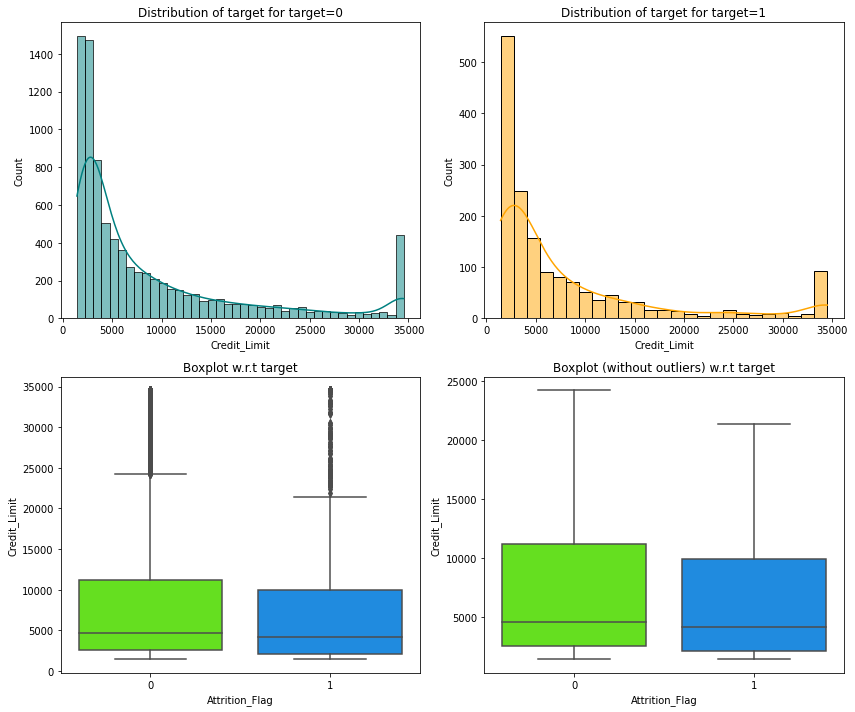 Distribution of target for target=0
1400
1200
1000
800
600
400
200
0
Count
0 5000 10000 15000 20000 25000 30000 35000
Credit_Limit
Distribution of target for target=1
500
400
300
200
100
0
Count
0 5000 10000 15000 20000 25000 30000 35000
Credit_Limit
Boxplot w.r.t target
35000
30000
25000
20000
15000
10000
5000
0
Credit_Limit
0 1
Attrition_Flag
Boxplot (without outliers) w.r.t target
25000
20000
15000
10000
5000
Credit_Limit
0 1
Attrition_Flag